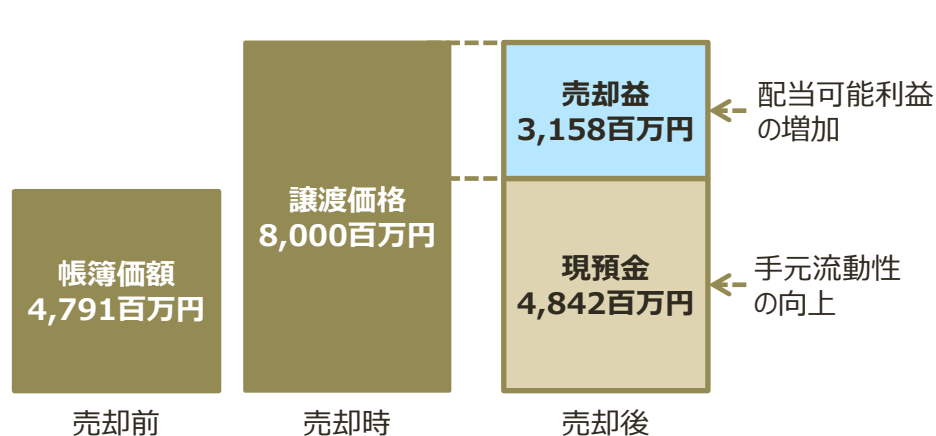 帳簿価額
4,791百万円
売却前
譲渡価格
8,000百万円
売却時
売却益
3,158百万円
現預金
4,842百万円
売却後
配当可能利益
の増加
手元流動性
の向上